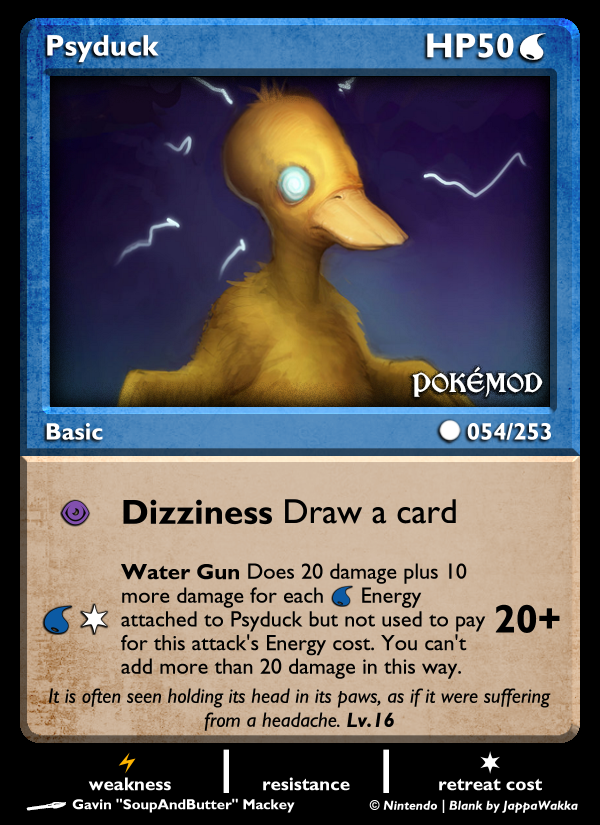 Psyduck HP50
POKÉMOD
Basic 054/253
Dizziness Draw a card
Water Gun Does 20 damage plus 10
more damage for each Energy
attached to Psyduck but not used to pay
for this attack's Energy cost. You can't
add more than 20 damage in this way.
20+
It is often seen holding its head in its paws, as if it were suffering
from a headache. Lv.16
weakness resistance retreat cost
Gavin "SoupAndButter" Mackey © Nintendo | Blank by JappaWakka